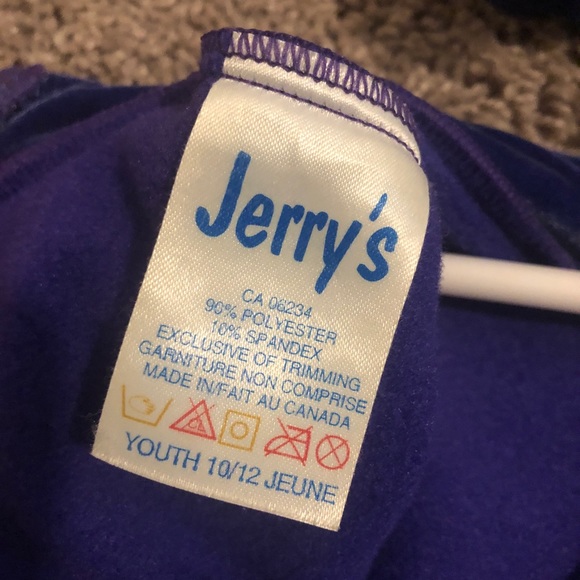 Jerry's
CA 06234
90% POLYESTER
10% SPANDEX
EXCLUSIVE OF TRIMMING
GARNITURE NON COMPRISE
MADE IN/FAIT AU CANADA
YOUTH 10/12 JEUNE